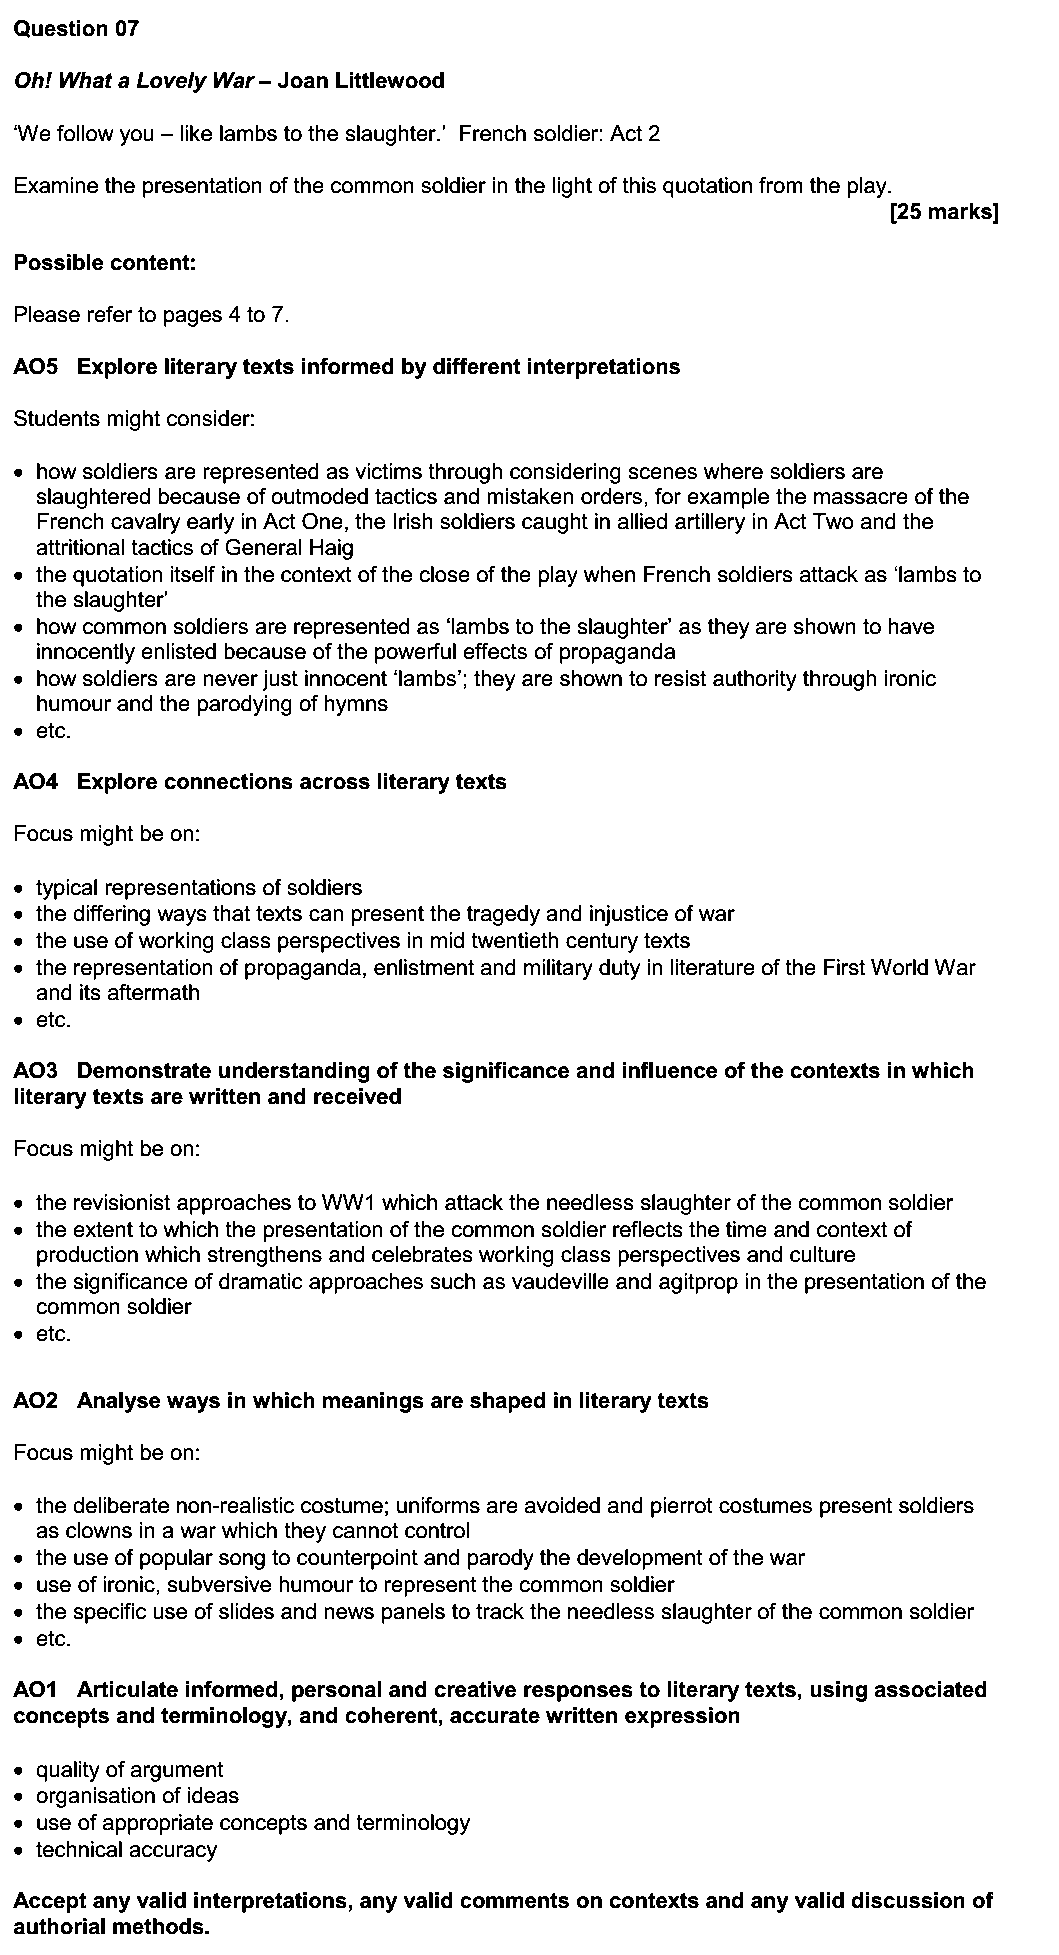 Question 07
Oh! What a Lovely War – Joan Littlewood
‘We follow you – like lambs to the slaughter.’  French soldier: Act 2
Examine the presentation of the common soldier in the light of this quotation from the play.
[25 marks]
Possible content:
Please refer to pages 4 to 7.
AO5   Explore literary texts informed by different interpretations
Students might consider:
• how soldiers are represented as victims through considering scenes where soldiers are
slaughtered because of outmoded tactics and mistaken orders, for example the massacre of the
French cavalry early in Act One, the Irish soldiers caught in allied artillery in Act Two and the
attritional tactics of General Haig
• the quotation itself in the context of the close of the play when French soldiers attack as ‘lambs to
the slaughter’
• how common soldiers are represented as ‘lambs to the slaughter’ as they are shown to have
innocently enlisted because of the powerful effects of propaganda
• how soldiers are never just innocent ‘lambs’; they are shown to resist authority through ironic
humour and the parodying of hymns
• etc.
AO4   Explore connections across literary texts
Focus might be on:
• typical representations of soldiers
• the differing ways that texts can present the tragedy and injustice of war
• the use of working class perspectives in mid twentieth century texts
• the representation of propaganda, enlistment and military duty in literature of the First World War
and its aftermath
• etc.
AO3   Demonstrate understanding of the significance and influence of the contexts in which
literary texts are written and received
Focus might be on:
• the revisionist approaches to WW1 which attack the needless slaughter of the common soldier
• the extent to which the presentation of the common soldier reflects the time and context of
production which strengthens and celebrates working class perspectives and culture
• the significance of dramatic approaches such as vaudeville and agitprop in the presentation of the
common soldier
• etc.
AO2   Analyse ways in which meanings are shaped in literary texts
Focus might be on:
• the deliberate non-realistic costume; uniforms are avoided and pierrot costumes present soldiers
as clowns in a war which they cannot control
• the use of popular song to counterpoint and parody the development of the war
• use of ironic, subversive humour to represent the common soldier
• the specific use of slides and news panels to track the needless slaughter of the common soldier
• etc.
AO1   Articulate informed, personal and creative responses to literary texts, using associated
concepts and terminology, and coherent, accurate written expression
• quality of argument
• organisation of ideas
• use of appropriate concepts and terminology
• technical accuracy
Accept any valid interpretations, any valid comments on contexts and any valid discussion of
authorial methods.